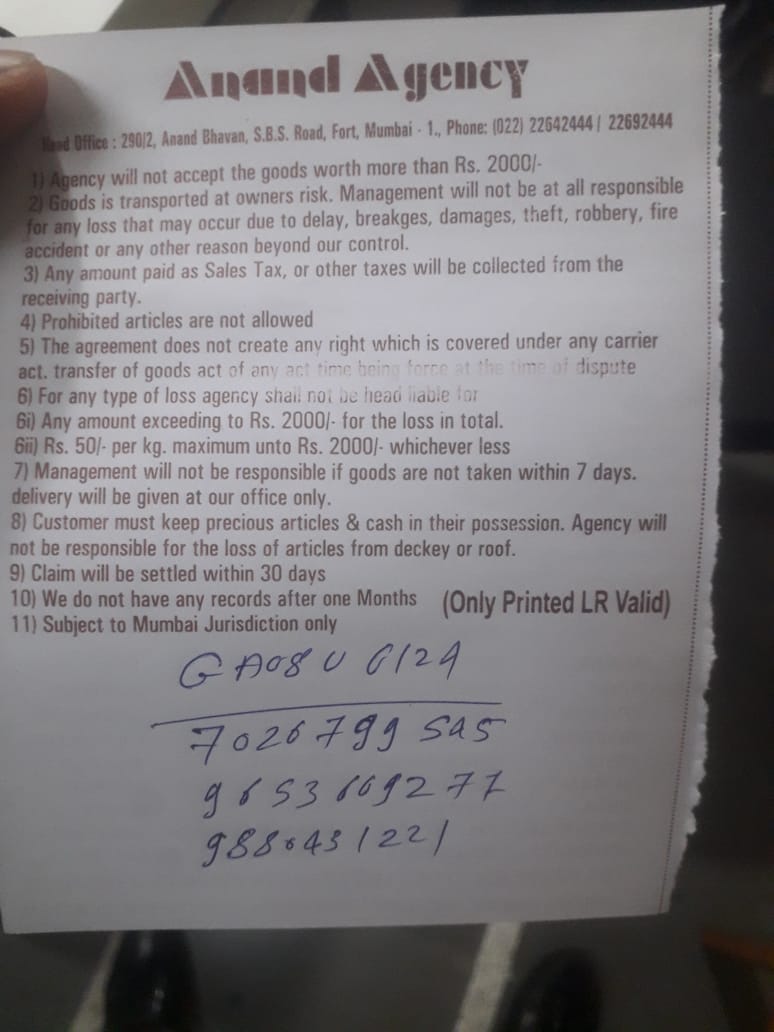 Anand Agency
Head Office : 290/2, Anand Bhavan, S.B.S. Road, Fort, Mumbai - 1., Phone: (022) 22642444 / 22692444
1) Agency will not accept the goods worth more than Rs. 2000/-
2) Goods is transported at owners risk. Management will not be at all responsible
for any loss that may occur due to delay, breakges, damages, theft, robbery, fire
accident or any other reason beyond our control.
3) Any amount paid as Sales Tax, or other taxes will be collected from the
receiving party.
4) Prohibited articles are not allowed
5) The agreement does not create any right which is covered under any carrier
act. transfer of goods act of any act time being force at the time of dispute
6) For any type of loss agency shall not be head liable for
6i) Any amount exceeding to Rs. 2000/- for the loss in total.
6ii) Rs. 50/- per kg. maximum unto Rs. 2000/- whichever less
7) Management will not be responsible if goods are not taken within 7 days.
delivery will be given at our office only.
8) Customer must keep precious articles & cash in their possession. Agency will
not be responsible for the loss of articles from deckey or roof.
9) Claim will be settled within 30 days
10) We do not have any records after one Months (Only Printed LR Valid)
11) Subject to Mumbai Jurisdiction only
GA08U 6124
7026799
9886431221